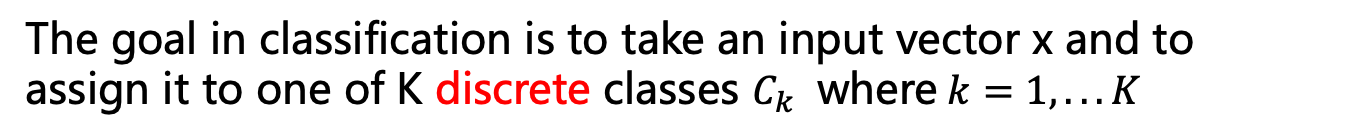 The goal in classification is to take an input vector x and to
assign it to one of K discrete classes Cₖ where k = 1,...K